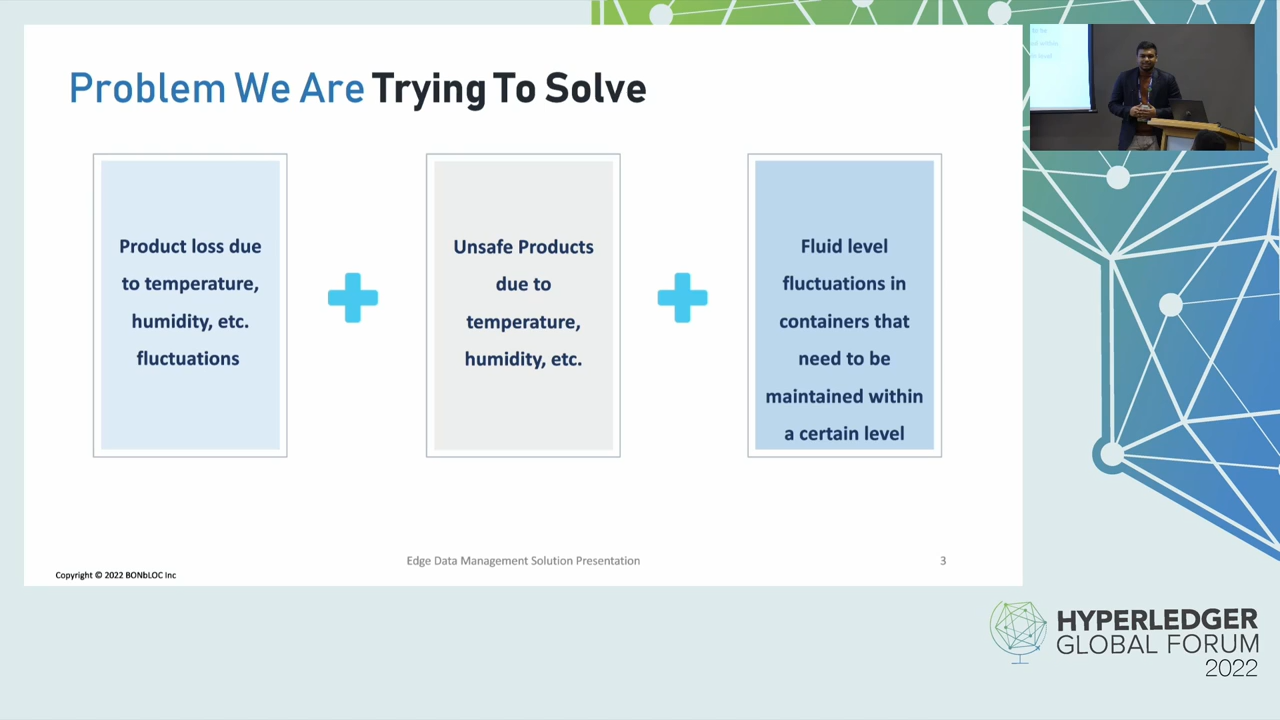 Problem We Are Trying To Solve
Product loss due
to temperature,
humidity, etc.
fluctuations
Unsafe Products
due to
temperature,
humidity, etc.
Fluid level
fluctuations in
containers that
need to be
maintained within
a certain level
Edge Data Management Solution Presentation
3
Copyright © 2022 BONbLOC Inc
HYPERLEDGER
GLOBAL FORUM
2022